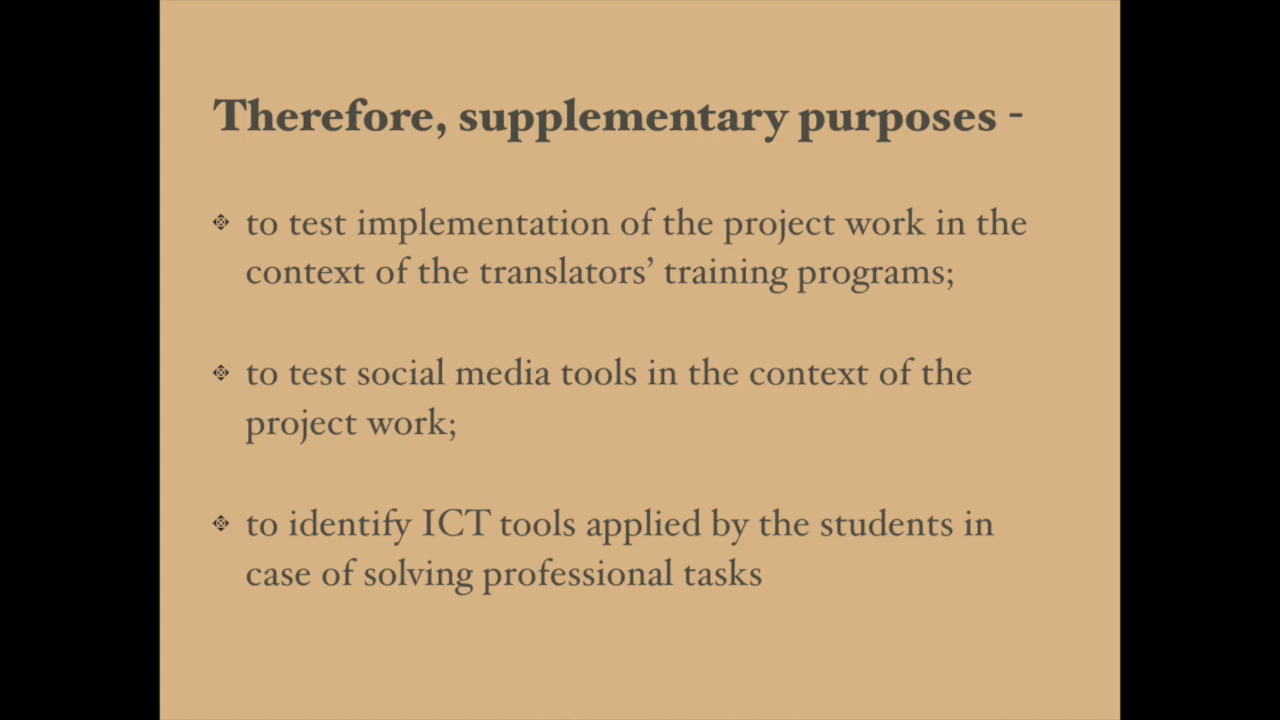 Therefore, supplementary purposes -
to test implementation of the project work in the
context of the translators’ training programs;
to test social media tools in the context of the
project work;
to identify ICT tools applied by the students in
case of solving professional tasks